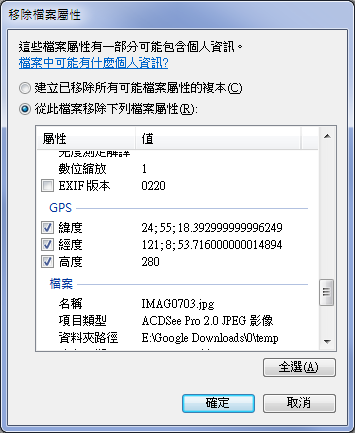 移除檔案屬性
這些檔案屬性有一部分可能包含個人資訊。
檔案中可能有什麼個人資訊?
建立已移除所有可能檔案屬性的複本(C)
從此檔案移除下列檔案屬性(R):
屬性 值
數位縮放 1
EXIF 版本 0220
GPS
緯度 24; 55; 18.392999999996249
經度 121; 8; 53.716000000014894
高度 280
檔案
名稱 IMAG0703.jpg
項目類型 ACDSee Pro 2.0 JPEG 影像
資料夾路徑 E:\Google Downloads\0\temp
全選(A)
確定 取消